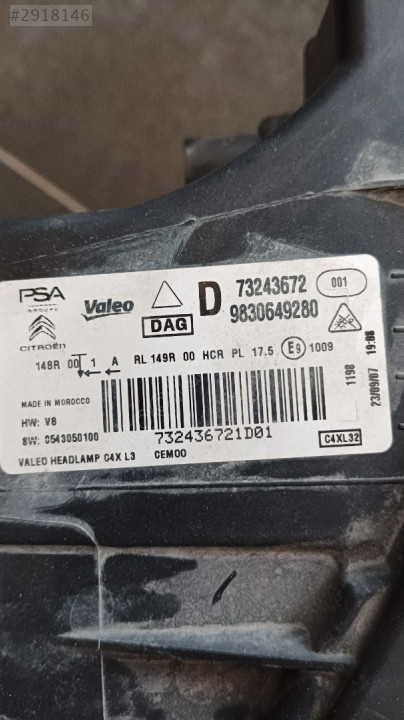 #2918146
PSA
GROUPE
CITROËN
Valeo
DAG
D
73243672
001
9830649280
148R 00 1 A RL 149R 00 HCR PL 17.5 E9 1009
MADE IN MOROCCO
HW: V8
SW: 0543050100
732436721D01
VALEO HEADLAMP C4X L3 CEM00
C4XL32
1198
23/09/07 19:08